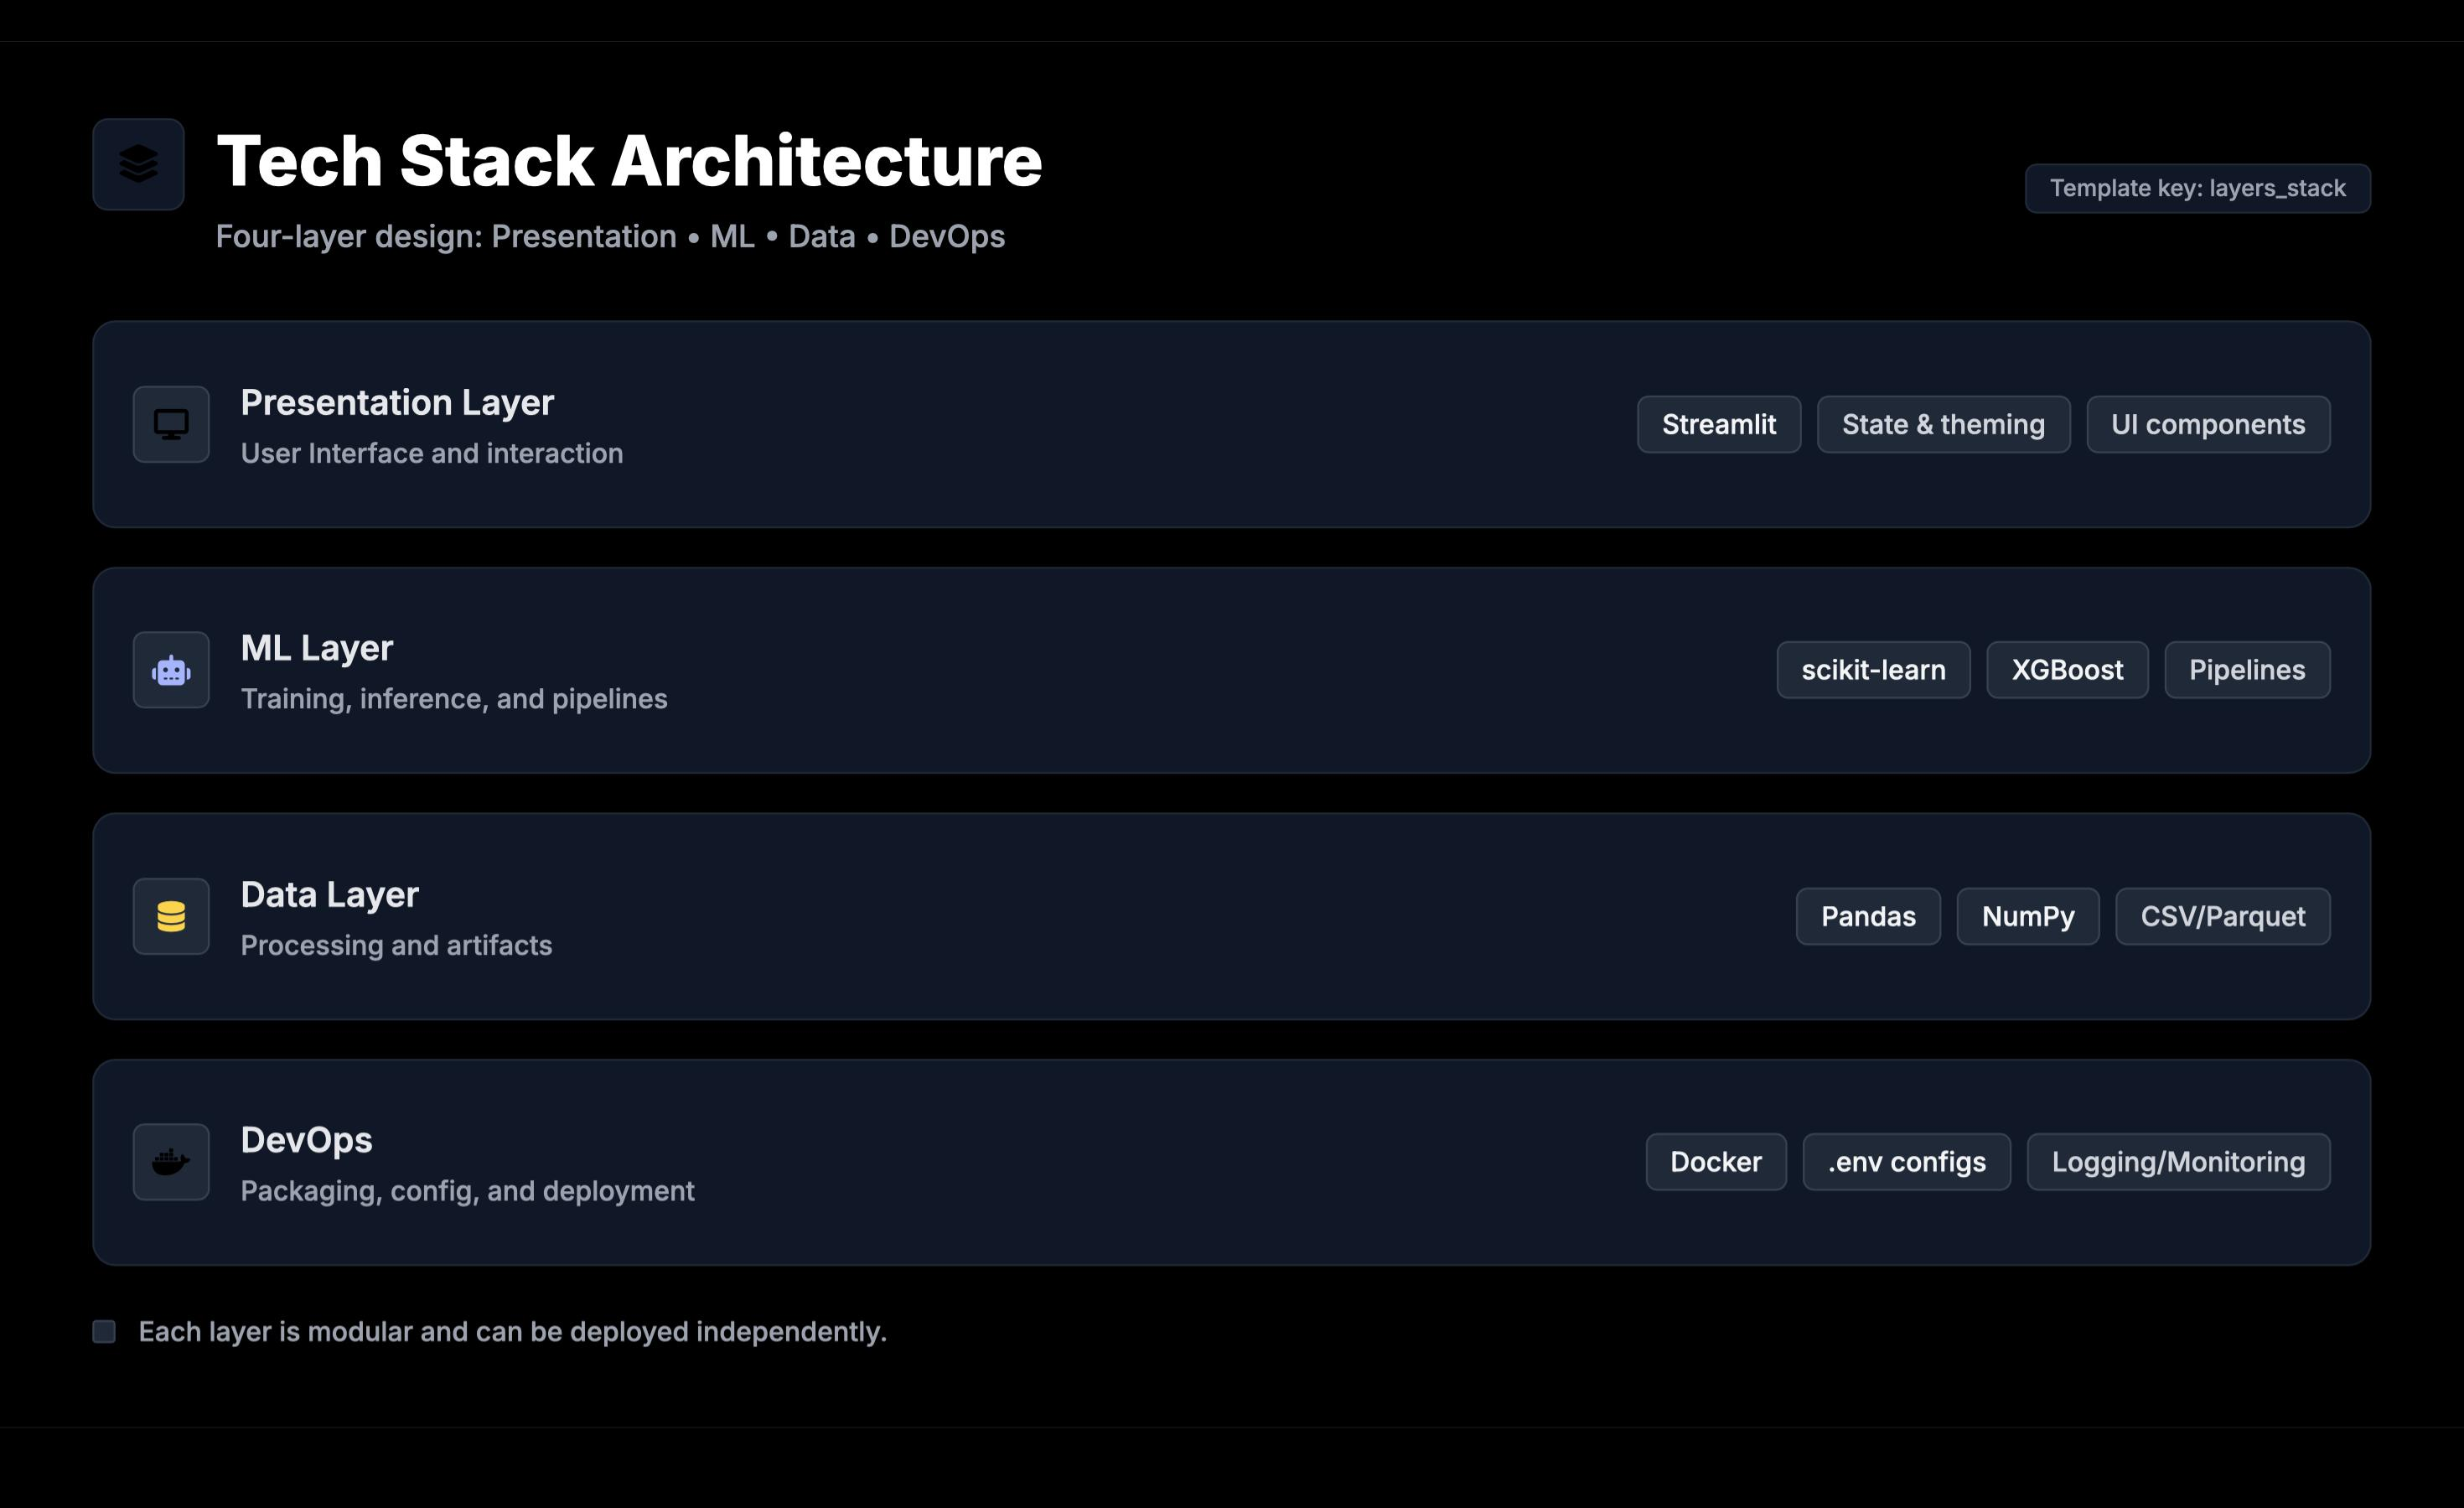 Tech Stack Architecture
Four-layer design: Presentation • ML • Data • DevOps
Template key: layers_stack
Presentation Layer
User Interface and interaction
Streamlit
State & theming
UI components
ML Layer
Training, inference, and pipelines
scikit-learn
XGBoost
Pipelines
Data Layer
Processing and artifacts
Pandas
NumPy
CSV/Parquet
DevOps
Packaging, config, and deployment
Docker
.env configs
Logging/Monitoring
Each layer is modular and can be deployed independently.